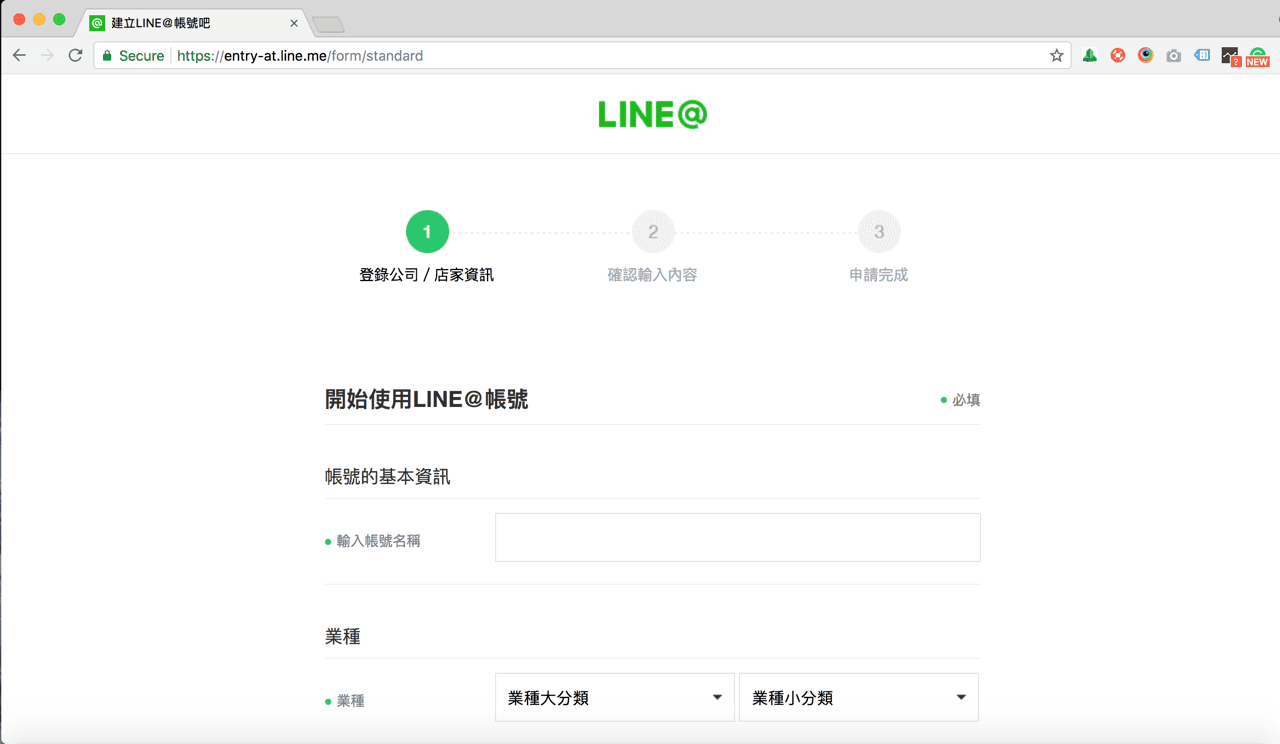 建立LINE@帳號吧
Secure https://entry-at.line.me/form/standard
?
NEW
LINE@
1 2 3
登錄公司 / 店家資訊 確認輸入內容 申請完成
開始使用LINE@帳號 必填
帳號的基本資訊
輸入帳號名稱
業種
業種 業種大分類 業種小分類